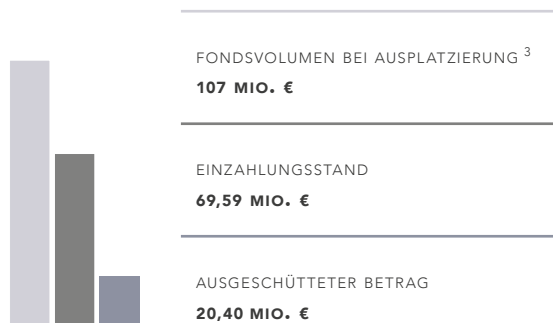 FONDSVOLUMEN BEI AUSPLATZIERUNG ³
107 MIO. €
EINZAHLUNGSSTAND
69,59 MIO. €
AUSGESCHÜTTETER BETRAG
20,40 MIO. €